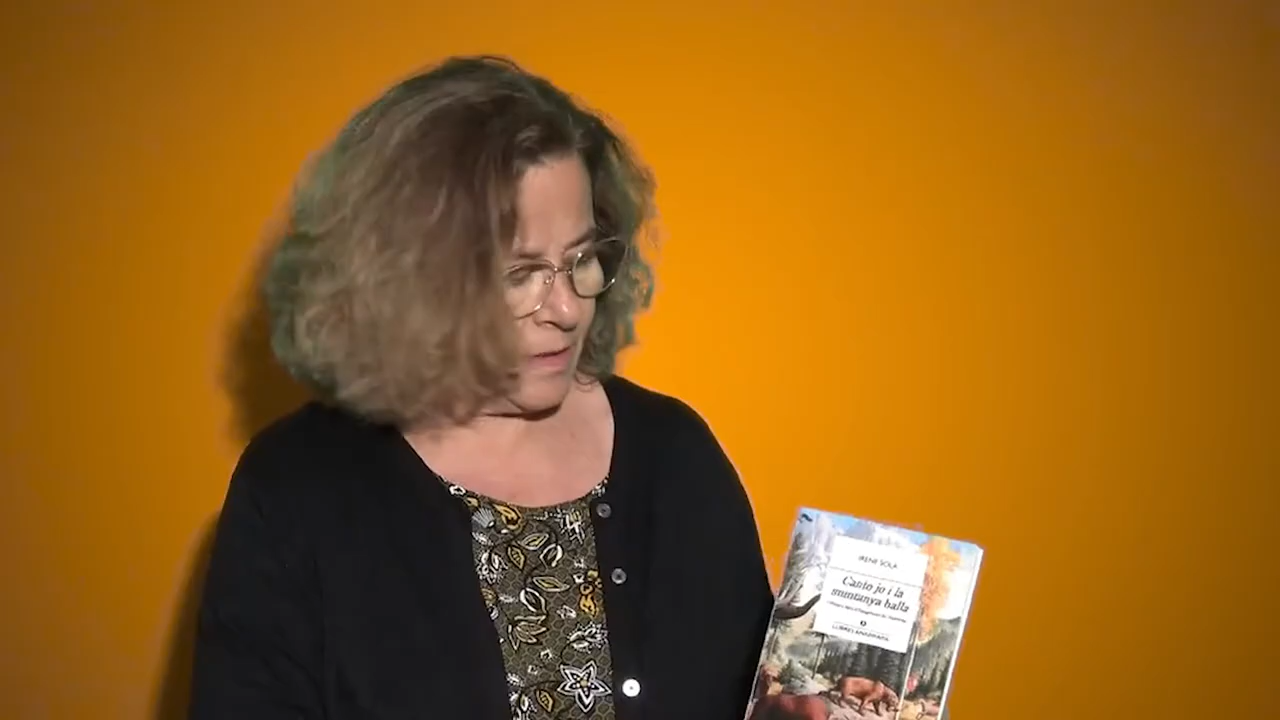 IRENE SOLÀ
Canto jo i la
muntanya balla
LLIBRES ANAGRAMA